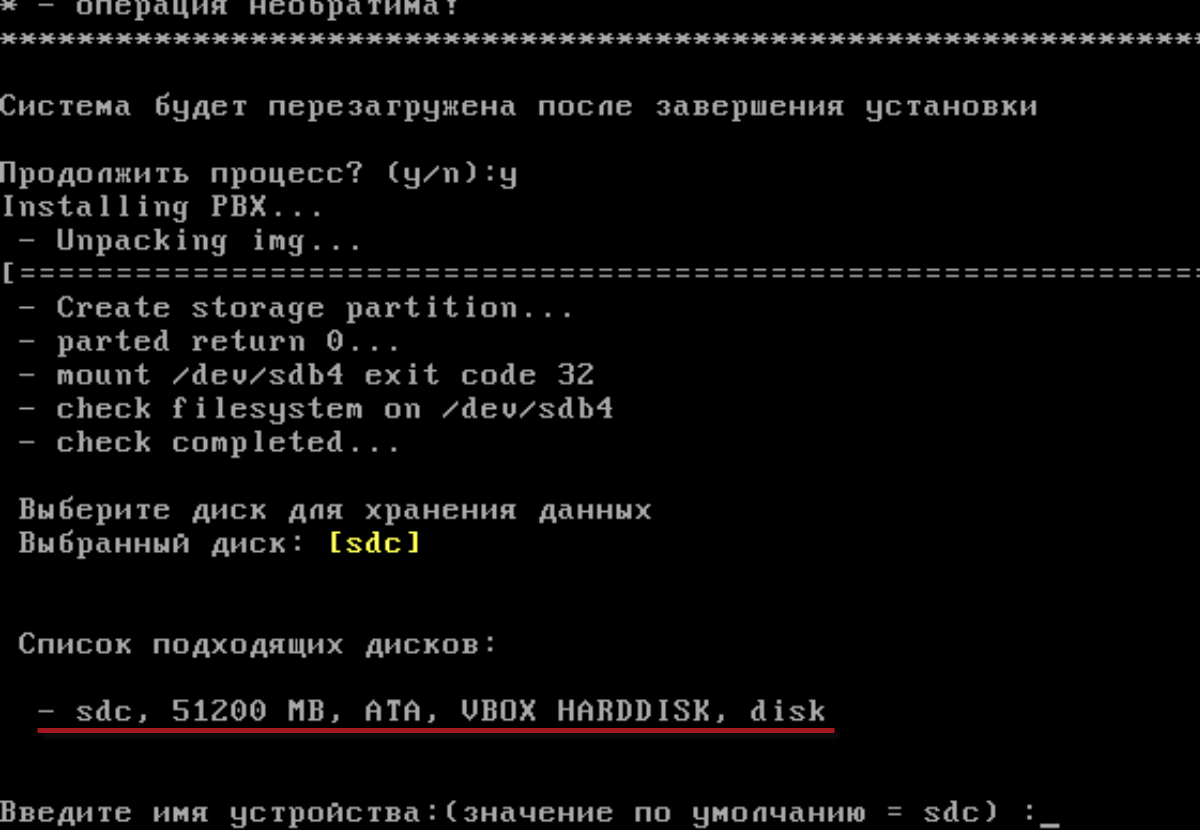 * - операция необратима!
**************************************************************
Система будет перезагружена после завершения установки
Продолжить процесс? (y/n):y
Installing PBX...
- Unpacking img...
[=============================================================
- Create storage partition...
- parted return 0...
- mount /dev/sdb4 exit code 32
- check filesystem on /dev/sdb4
- check completed...
Выберите диск для хранения данных
Выбранный диск: [sdc]
Список подходящих дисков:
- sdc, 51200 MB, ATA, VBOX HARDDISK, disk
Введите имя устройства:(значение по умолчанию = sdc) :_